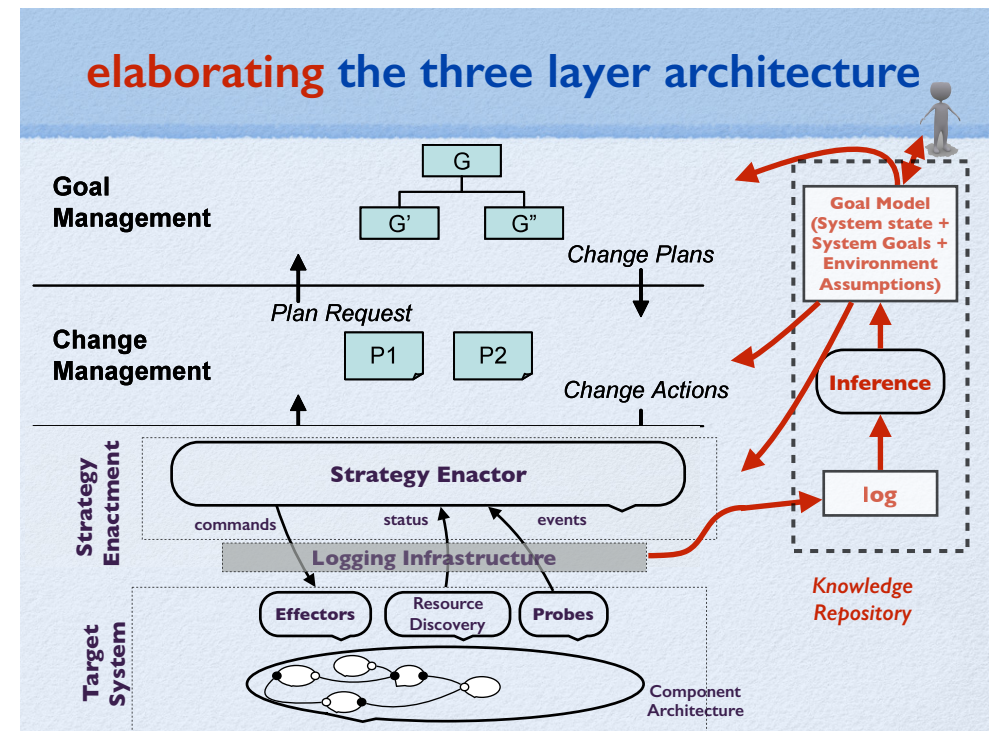 elaborating the three layer architecture
Goal
Management
G
G’
G”
Change Plans
Plan Request
Change
Management
P1
P2
Change Actions
Strategy
Enactment
Strategy Enactor
commands
status
events
Logging Infrastructure
Target
System
Effectors
Resource
Discovery
Probes
Component
Architecture
Goal Model
(System state +
System Goals +
Environment
Assumptions)
Inference
log
Knowledge
Repository